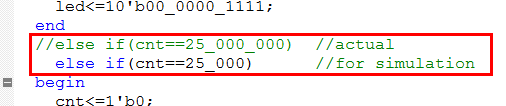 led<=10'b00_0000_1111;
end
//else if(cnt==25_000_000) //actual
else if(cnt==25_000) //for simulation
begin
cnt<=1'b0;